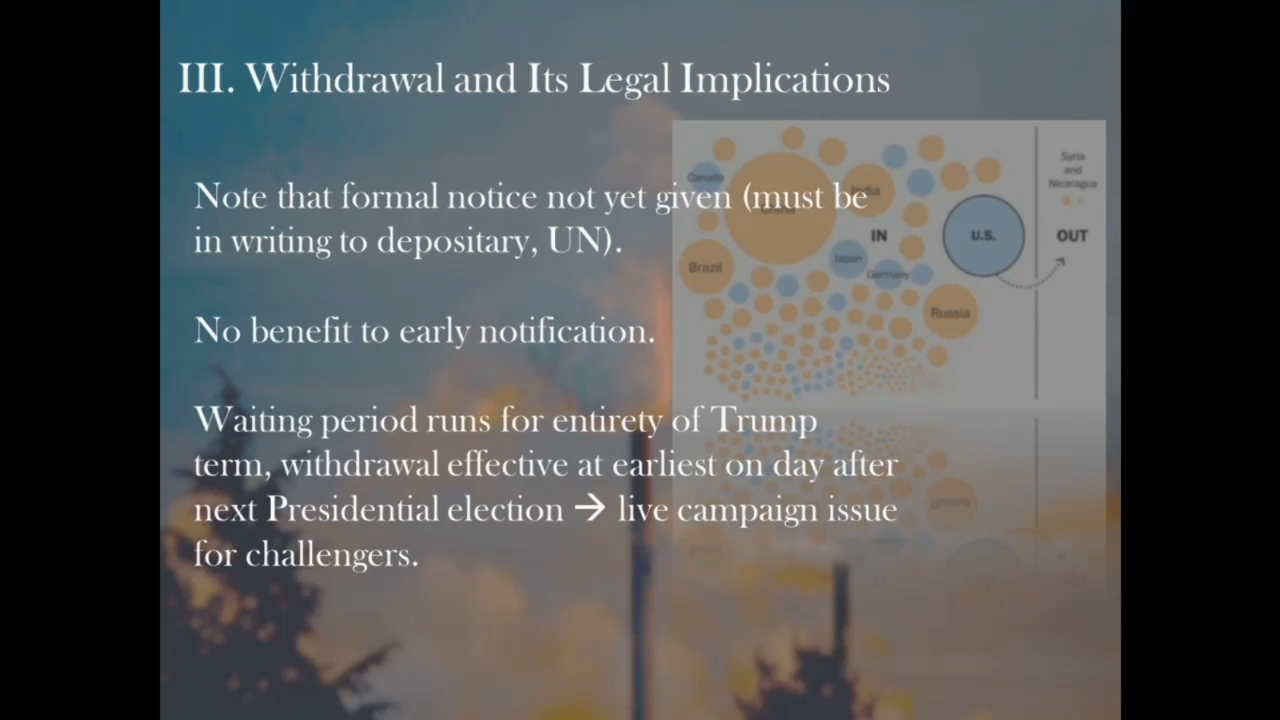 III. Withdrawal and Its Legal Implications
Note that formal notice not yet given (must be
in writing to depositary, UN).
No benefit to early notification.
Waiting period runs for entirety of Trump
term, withdrawal effective at earliest on day after
next Presidential election → live campaign issue
for challengers.
Canada
China
India
IN
Japan
Germany
Brazil
Russia
U.S.
Syria
and
Nicaragua
OUT